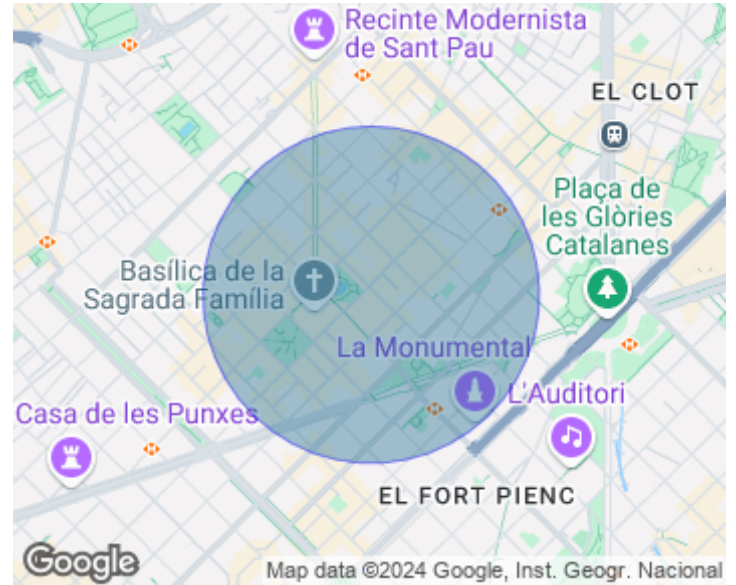 Recinte Modernista
de Sant Pau
EL CLOT
Plaça de
les Glòries
Catalanes
Basílica de la
Sagrada Família
La Monumental
L'Auditori
Casa de les Punxes
EL FORT PIENC
Google
Map data ©2024 Google, Inst. Geogr. Nacional